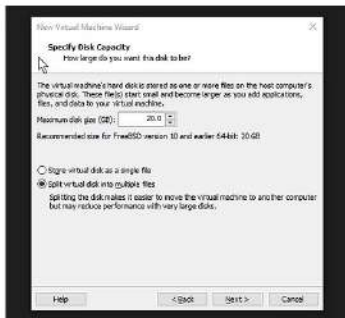 New Virtual Machine Wizard
Specify Disk Capacity
How large do you want this disk to be?
The virtual machine's hard disk is stored as one or more files on the host computer's
physical disk. These file(s) start small and become larger as you add applications,
files, and data to your virtual machine.
Maximum disk size (GB): 20.0
Recommended size for FreeBSD version 10 and earlier 64-bit: 20 GB
Store virtual disk as a single file
Split virtual disk into multiple files
Splitting the disk makes it easier to move the virtual machine to another computer
but may reduce performance with very large disks.
Help < Back Next > Cancel